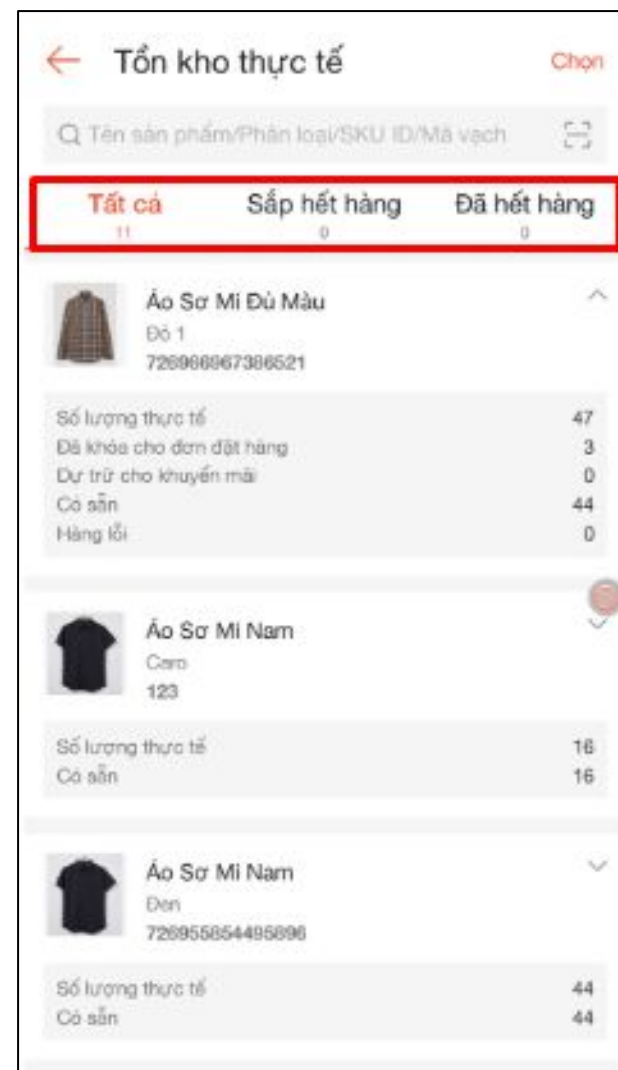 Tồn kho thực tế
Chọn
Tên sản phẩm/Phân loại/SKU ID/Mã vạch
Tất cả Sắp hết hàng Đã hết hàng
11 0 0
Áo Sơ Mi Đủ Màu
Đỏ 1
726986967386521
Số lượng thực tế 47
Đã khóa cho đơn đặt hàng 3
Dự trữ cho khuyến mãi 0
Có sẵn 44
Hàng lỗi 0
Áo Sơ Mi Nam
Caro
123
Số lượng thực tế 16
Có sẵn 16
Áo Sơ Mi Nam
Đen
726955854495896
Số lượng thực tế 44
Có sẵn 44